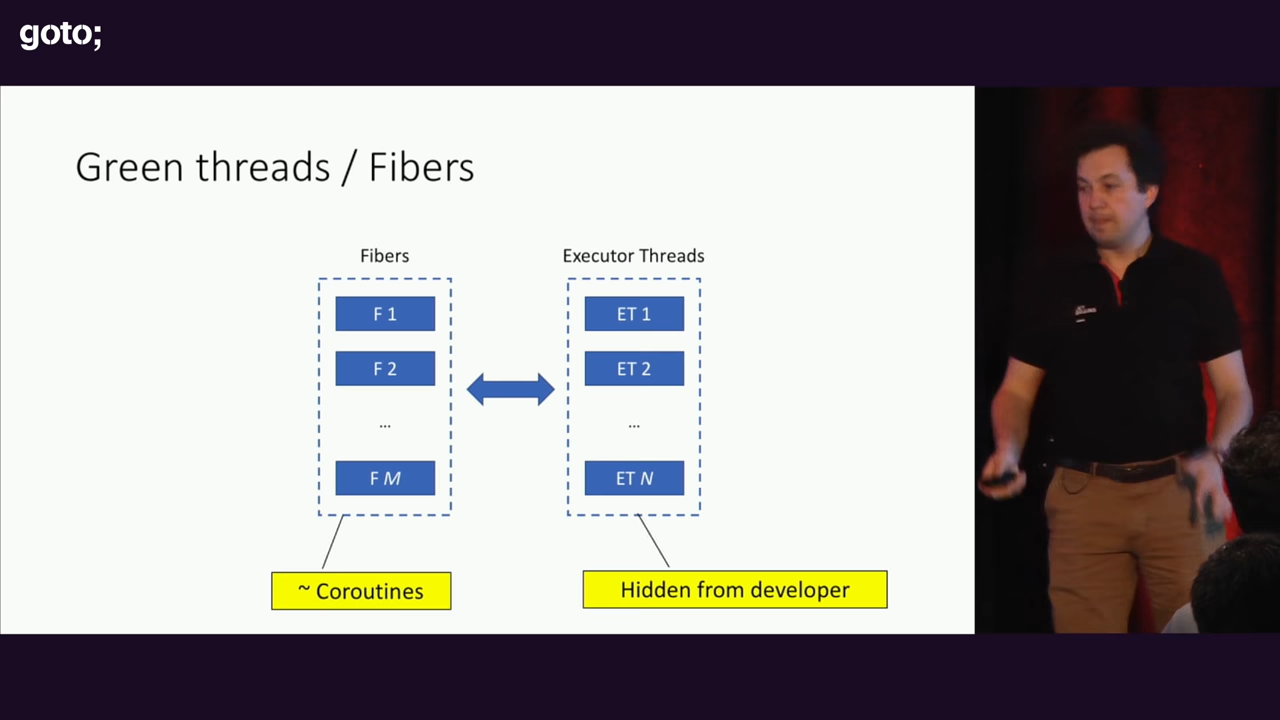 goto;
Green threads / Fibers
Fibers
Executor Threads
F 1
ET 1
F 2
ET 2
...
...
F M
ET N
~ Coroutines
Hidden from developer